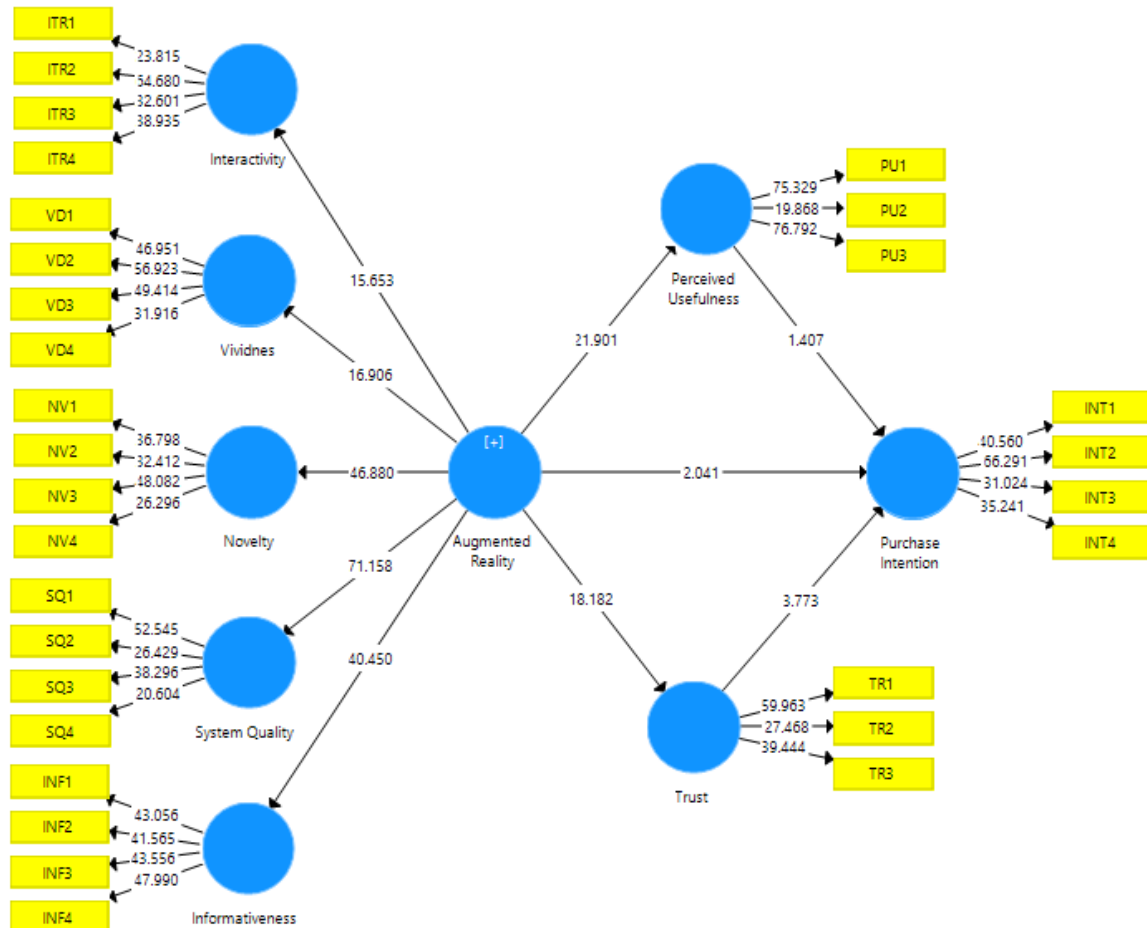 ITR1
ITR2
ITR3
ITR4
23.815
54.680
32.601
38.935
Interactivity
VD1
VD2
VD3
VD4
46.951
56.923
49.414
31.916
Vividnes
NV1
NV2
NV3
NV4
36.798
32.412
48.082
26.296
Novelty
SQ1
SQ2
SQ3
SQ4
52.545
26.429
38.296
20.604
System Quality
INF1
INF2
INF3
INF4
43.056
41.565
43.556
47.990
Informativeness
15.653
16.906
46.880
71.158
40.450
[+]
Augmented
Reality
21.901
2.041
18.182
Perceived
Usefulness
75.329
19.868
76.792
PU1
PU2
PU3
1.407
3.773
Purchase
Intention
40.560
66.291
31.024
35.241
INT1
INT2
INT3
INT4
Trust
59.963
27.468
39.444
TR1
TR2
TR3